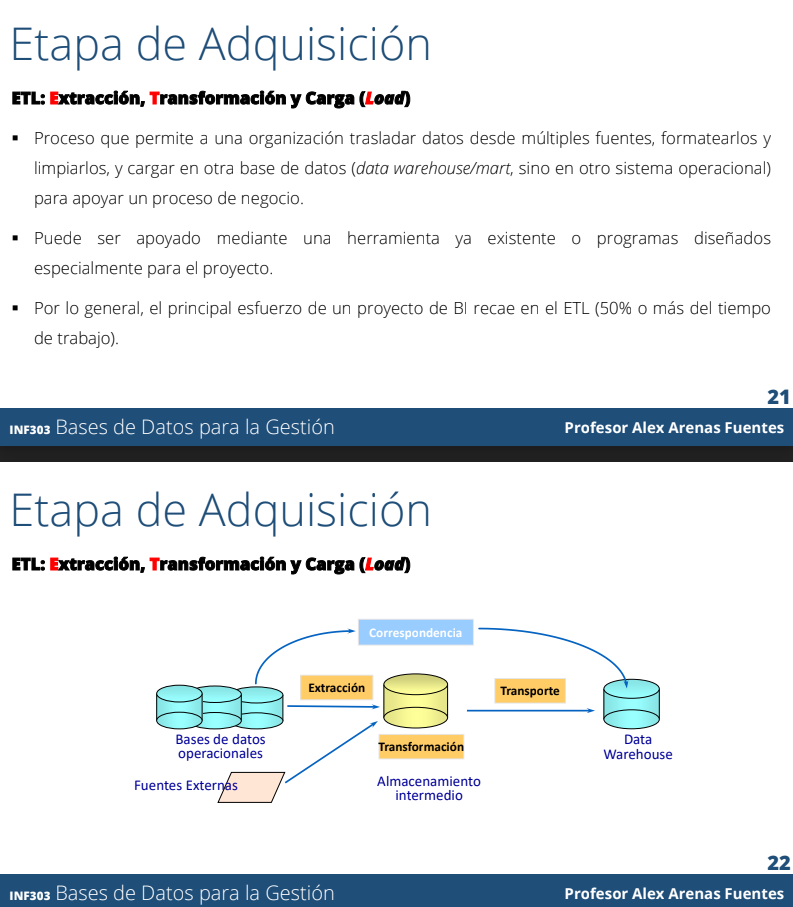 Etapa de Adquisición
ETL: Extracción, Transformación y Carga (Load)
▪ Proceso que permite a una organización trasladar datos desde múltiples fuentes, formatearlos y
limpiarlos, y cargar en otra base de datos (data warehouse/mart, sino en otro sistema operacional)
para apoyar un proceso de negocio.
▪ Puede ser apoyado mediante una herramienta ya existente o programas diseñados
especialmente para el proyecto.
▪ Por lo general, el principal esfuerzo de un proyecto de BI recae en el ETL (50% o más del tiempo
de trabajo).
21
INF303 Bases de Datos para la Gestión
Profesor Alex Arenas Fuentes
Etapa de Adquisición
ETL: Extracción, Transformación y Carga (Load)
Correspondencia
Extracción
Transporte
Bases de datos
operacionales
Transformación
Data
Warehouse
Fuentes Externas
Almacenamiento
intermedio
22
INF303 Bases de Datos para la Gestión
Profesor Alex Arenas Fuentes